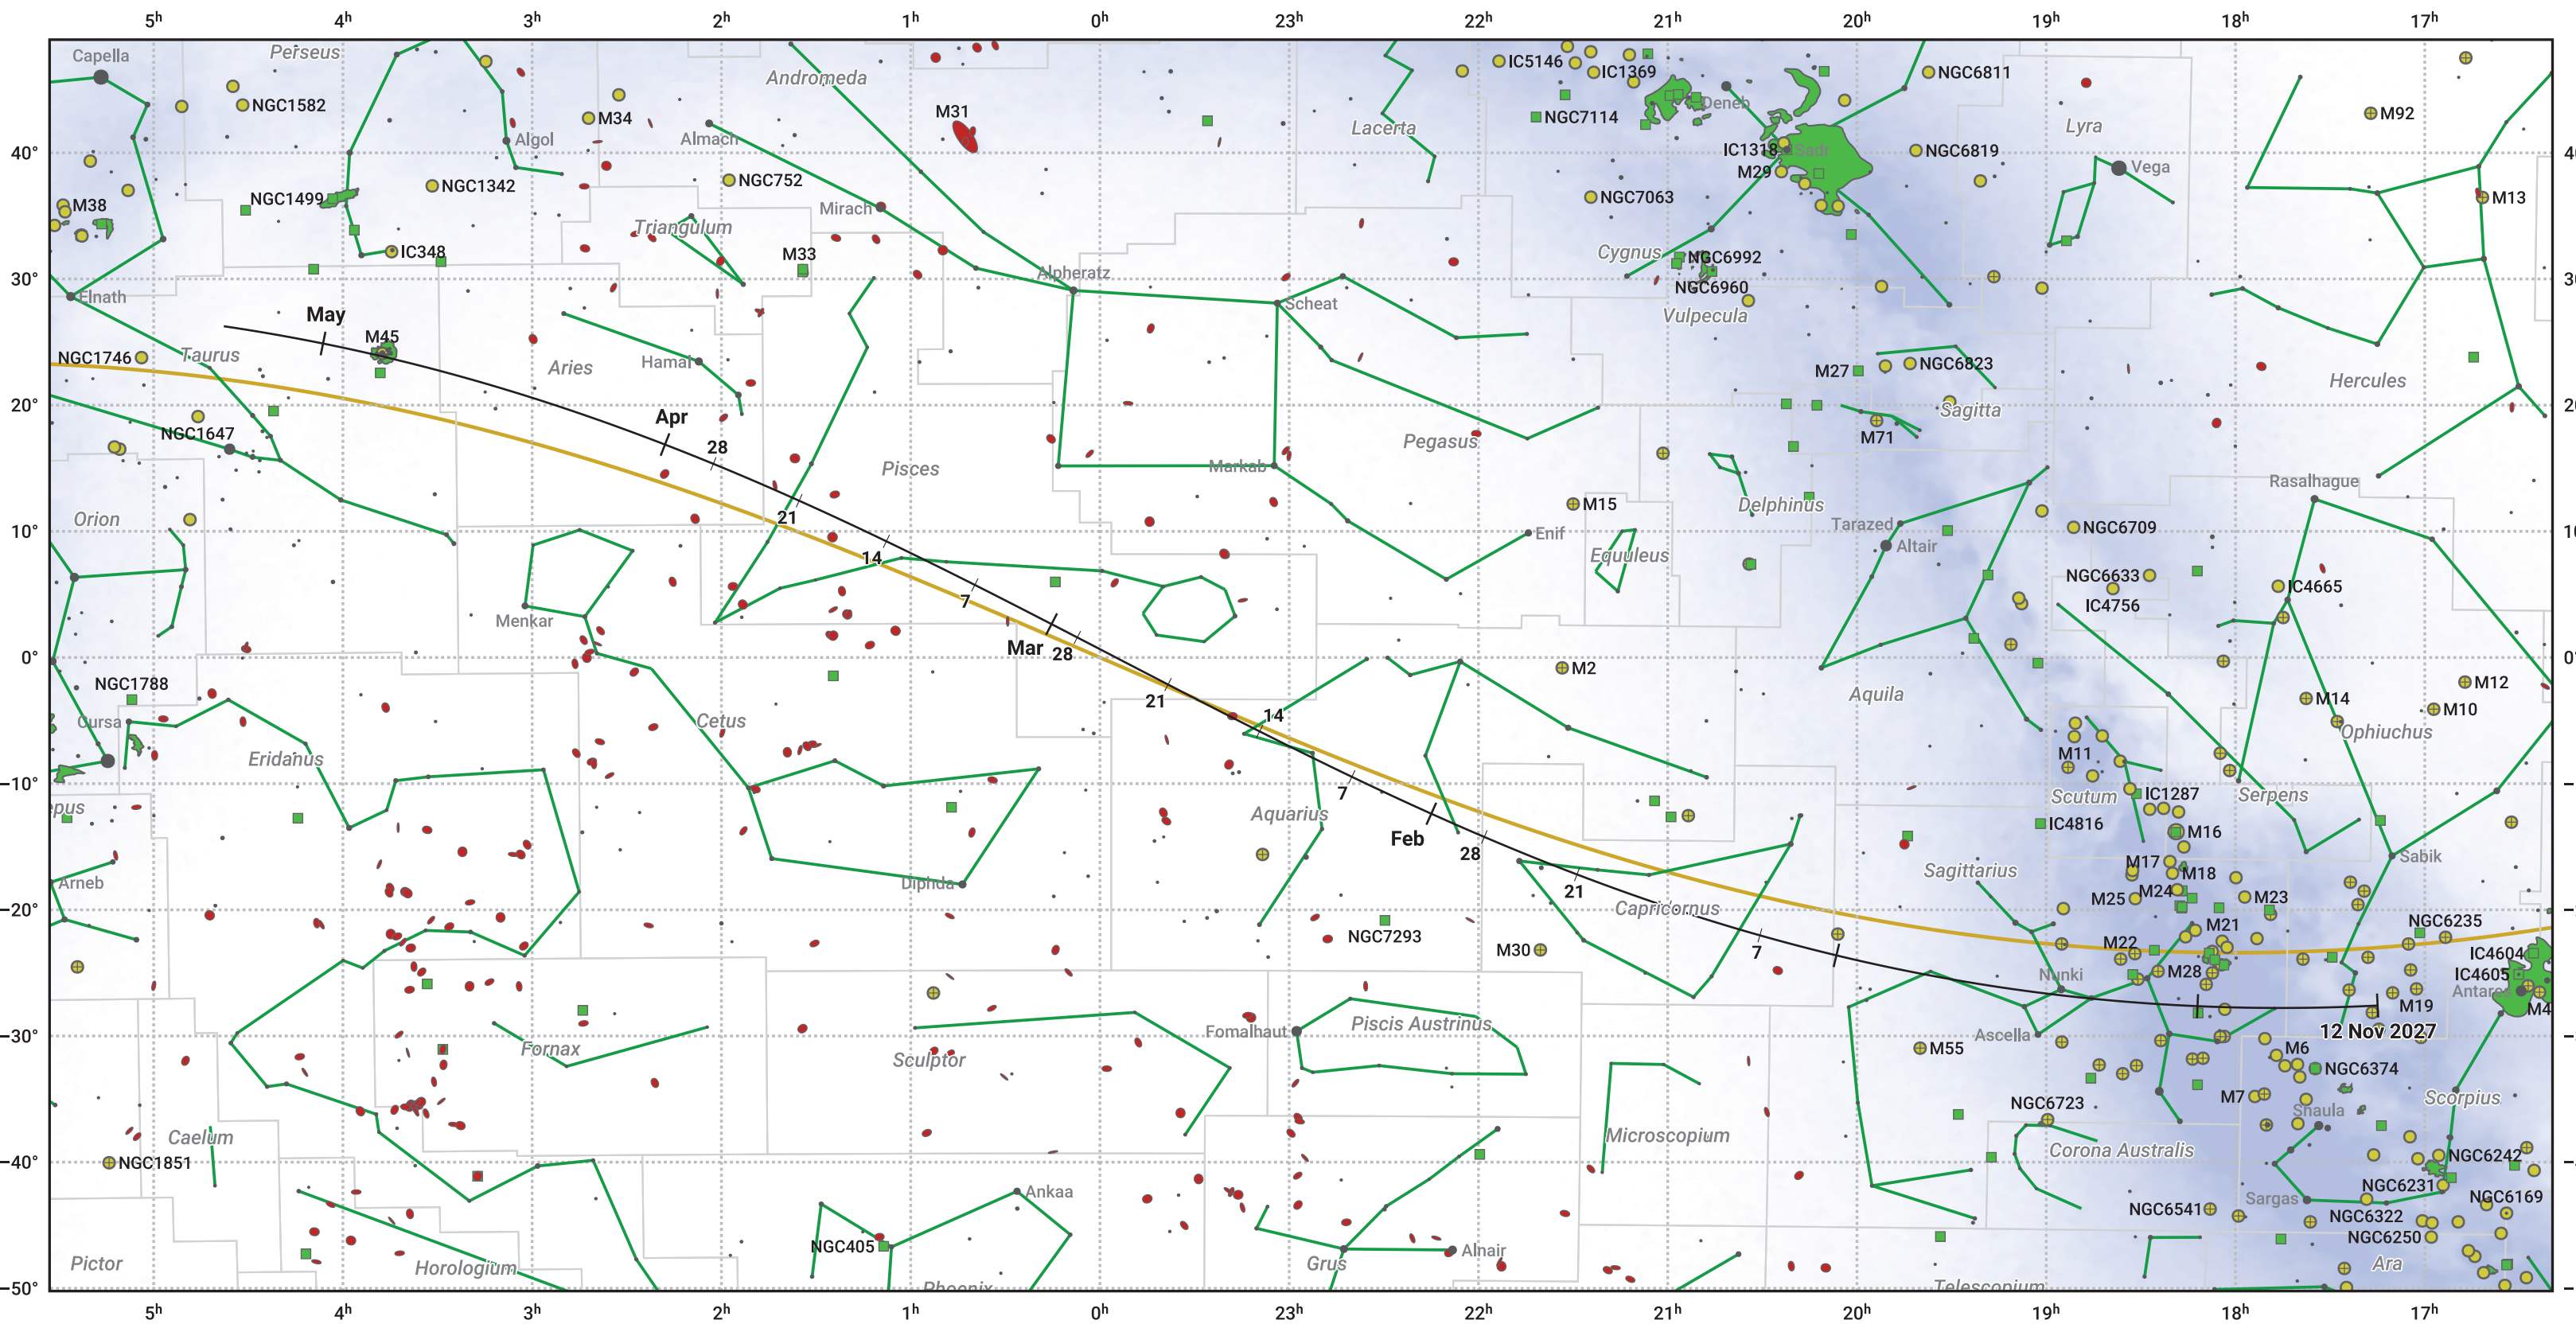 5h 4h 3h 2h 1h 0h 23h 22h 21h 20h 19h 18h 17h
Capella Perseus Andromeda IC5146 IC1369 NGC6811
NGC1582 M34 M31 NGC7114 Deneb Lyra M92
Algol Almach Lacerta
40° IC1318 Sadr NGC6819 4
NGC1342 NGC752 M29 Vega
M38 NGC1499 Mirach NGC7063 M13
Triangulum
IC348 M33 Cygnus NGC6992
30° Alpheratz
Elnath Scheat NGC6960
May Vulpecula
M45
NGC1746 Taurus Aries Hamal M27 NGC6823 Hercules
20° Sagitta 2
Apr
NGC1647 28 Pisces Pegasus M71
Markab Rasalhague
Orion 21 M15 Delphinus
10° Enif Tarazed NGC6709 1
14 Equuleus Altair
NGC6633 IC4665
7 IC4756
Menkar
0° Mar 28 M2 0°
NGC1788 M12
21 Aquila M14
Cursa Cetus 14 M10
Eridanus Ophiuchus
M11
−10° 7 −
epus Aquarius Scutum IC1287 Serpens
Feb IC4816 M16
28 Sabik
M17 M18
Arneb Diphda 21 Sagittarius
−20° Capricornus M25 M24 M23 −
NGC7293 M21 NGC6235
M30 7 M22 IC4604
Nunki M28 IC4605
Antares
M19 M4
−30° Fomalhaut Piscis Austrinus Ascella 12 Nov 2027 −
Fornax Sculptor M55 M6
NGC6374
M7
NGC6723 Shaula Scorpius
Caelum Microscopium
−40° NGC1851 Corona Australis NGC6242 −
Ankaa NGC6231
Sargas NGC6169
NGC6541 NGC6322
NGC405 Alnair NGC6250
Pictor Horologium Grus Ara
−50° Phoenix Telescopium −
5h 4h 3h 2h 1h 0h 23h 22h 21h 20h 19h 18h 17h